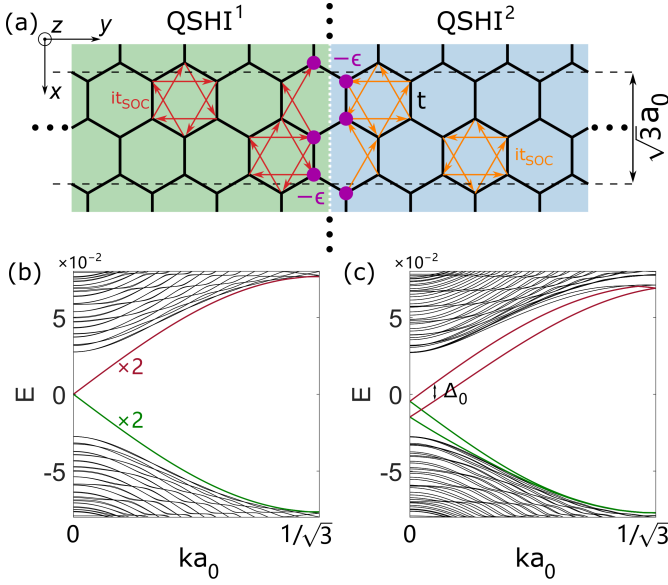 (a) QSHI¹ QSHI²
z y
x
−ϵ
it_SOC t
√3a₀
it_SOC
−ϵ
(b) (c)
×10⁻² ×10⁻²
5 5
×2
E 0 E 0 Δ₀
×2
-5 -5
0 1/√3 0 1/√3
ka₀ ka₀